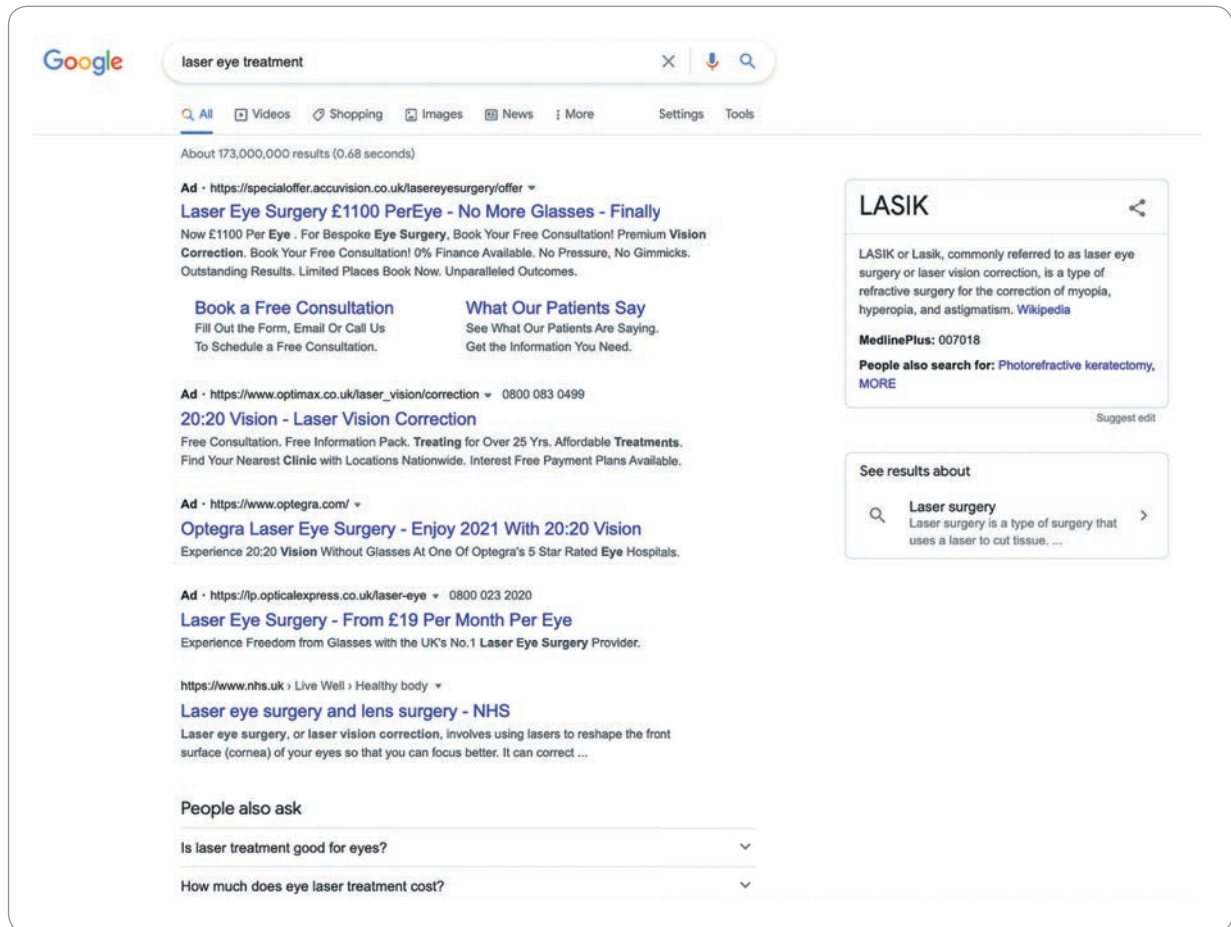 Google
laser eye treatment
All Videos Shopping Images News More Settings Tools
About 173,000,000 results (0.68 seconds)
Ad · https://specialoffer.accuvision.co.uk/lasereyesurgery/offer
Laser Eye Surgery £1100 PerEye - No More Glasses - Finally
Now £1100 Per Eye . For Bespoke Eye Surgery, Book Your Free Consultation! Premium Vision
Correction. Book Your Free Consultation! 0% Finance Available. No Pressure, No Gimmicks.
Outstanding Results. Limited Places Book Now. Unparalleled Outcomes.
Book a Free Consultation
Fill Out the Form, Email Or Call Us
To Schedule a Free Consultation.
What Our Patients Say
See What Our Patients Are Saying.
Get the Information You Need.
Ad · https://www.optimax.co.uk/laser_vision/correction 0800 083 0499
20:20 Vision - Laser Vision Correction
Free Consultation. Free Information Pack. Treating for Over 25 Yrs. Affordable Treatments.
Find Your Nearest Clinic with Locations Nationwide. Interest Free Payment Plans Available.
Ad · https://www.optegra.com/
Optegra Laser Eye Surgery - Enjoy 2021 With 20:20 Vision
Experience 20:20 Vision Without Glasses At One Of Optegra's 5 Star Rated Eye Hospitals.
Ad · https://lp.opticalexpress.co.uk/laser-eye 0800 023 2020
Laser Eye Surgery - From £19 Per Month Per Eye
Experience Freedom from Glasses with the UK's No.1 Laser Eye Surgery Provider.
https://www.nhs.uk › Live Well › Healthy body
Laser eye surgery and lens surgery - NHS
Laser eye surgery, or laser vision correction, involves using lasers to reshape the front
surface (cornea) of your eyes so that you can focus better. It can correct ...
People also ask
Is laser treatment good for eyes?
How much does eye laser treatment cost?
LASIK
LASIK or Lasik, commonly referred to as laser eye
surgery or laser vision correction, is a type of
refractive surgery for the correction of myopia,
hyperopia, and astigmatism. Wikipedia
MedlinePlus: 007018
People also search for: Photorefractive keratectomy,
MORE
Suggest edit
See results about
Laser surgery
Laser surgery is a type of surgery that
uses a laser to cut tissue. ...